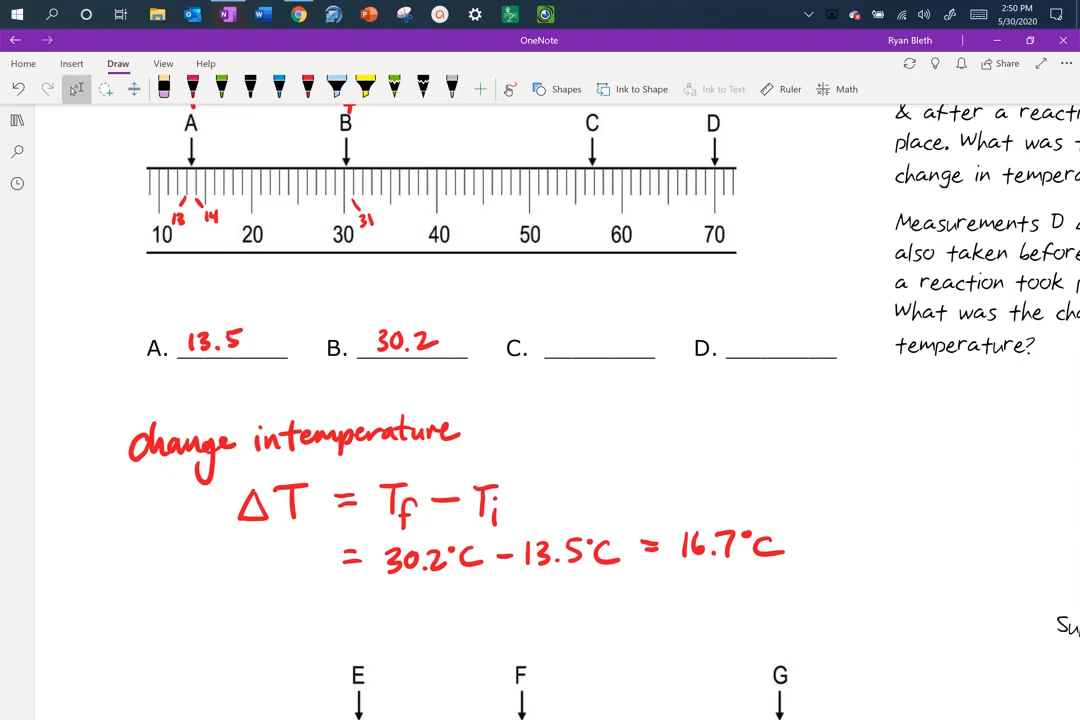 2:50 PM
5/30/2020
OneNote
Ryan Bleth
Home Insert Draw View Help
Share
Shapes Ink to Shape Ink to Text Ruler Math
A B C D
13 14 31
10 20 30 40 50 60 70
A. 13.5 B. 30.2 C. D.
& after a reacti
place. What was
change in tempera
Measurements D
also taken before
a reaction took
What was the cha
temperature?
change in temperature
ΔT = Tf - Ti
= 30.2°C - 13.5°C = 16.7°C
E F G